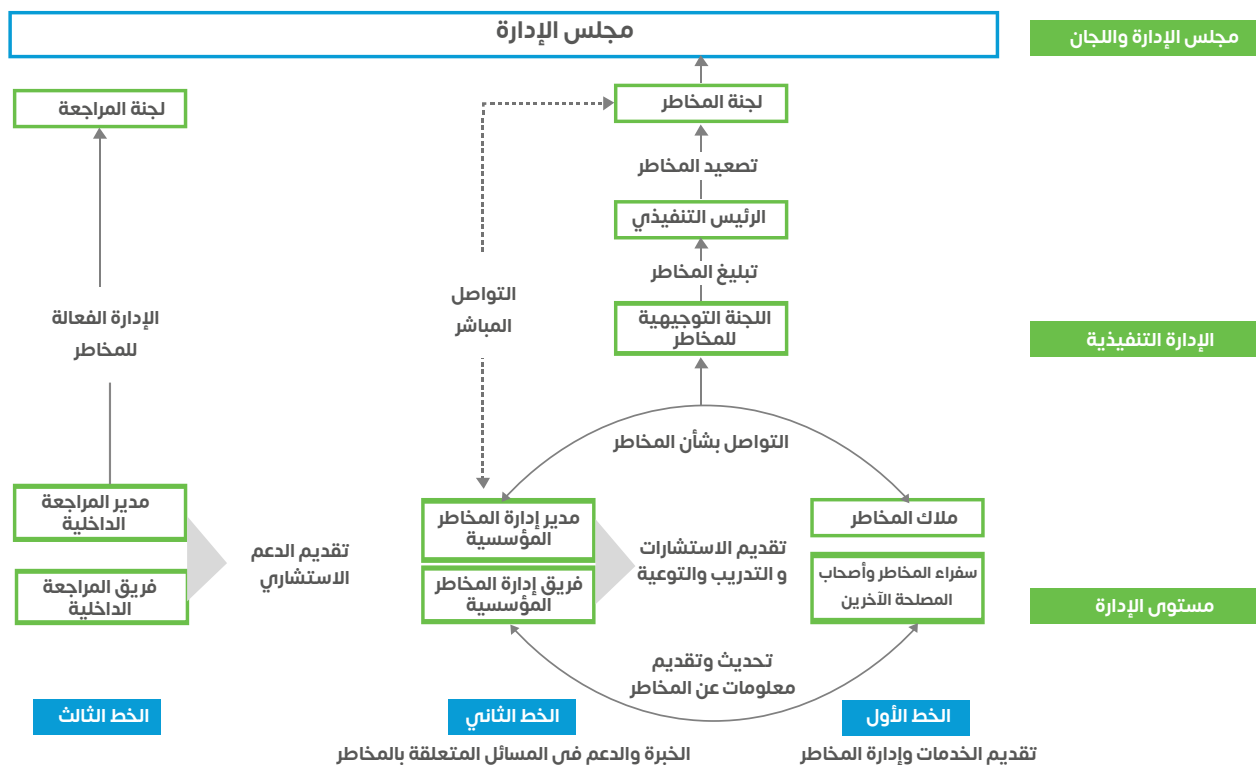 مجلس الإدارة
مجلس الإدارة واللجان
لجنة المخاطر
لجنة المراجعة
تصعيد المخاطر
الرئيس التنفيذي
تبليغ المخاطر
التواصل
المباشر
الإدارة الفعالة
للمخاطر
اللجنة التوجيهية
للمخاطر
الإدارة التنفيذية
التواصل بشأن المخاطر
ملاك المخاطر
مدير إدارة المخاطر
المؤسسية
مدير المراجعة
الداخلية
تقديم الاستشارات
و التدريب والتوعية
تقديم الدعم
الاستشاري
سفراء المخاطر وأصحاب
المصلحة الآخرين
فريق إدارة المخاطر
المؤسسية
فريق المراجعة
الداخلية
مستوى الإدارة
تحديث وتقديم
معلومات عن المخاطر
الخط الأول
الخط الثاني
الخط الثالث
تقديم الخدمات وإدارة المخاطر
الخبرة والدعم في المسائل المتعلقة بالمخاطر